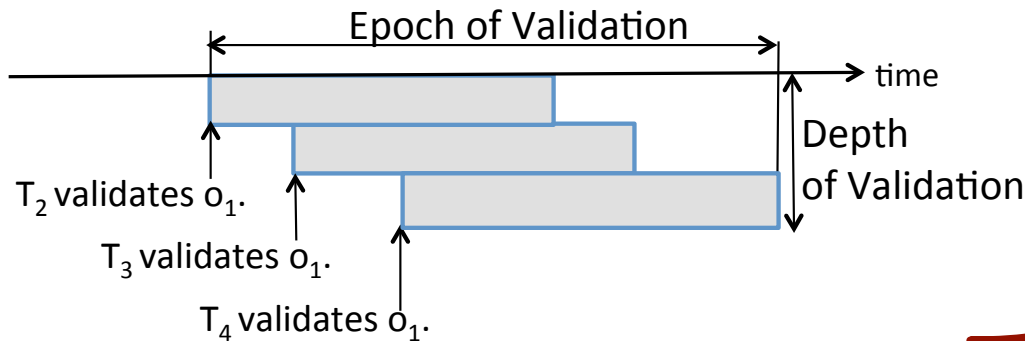 Epoch of Validation
time
Depth
of Validation
T₂ validates o₁.
T₃ validates o₁.
T₄ validates o₁.